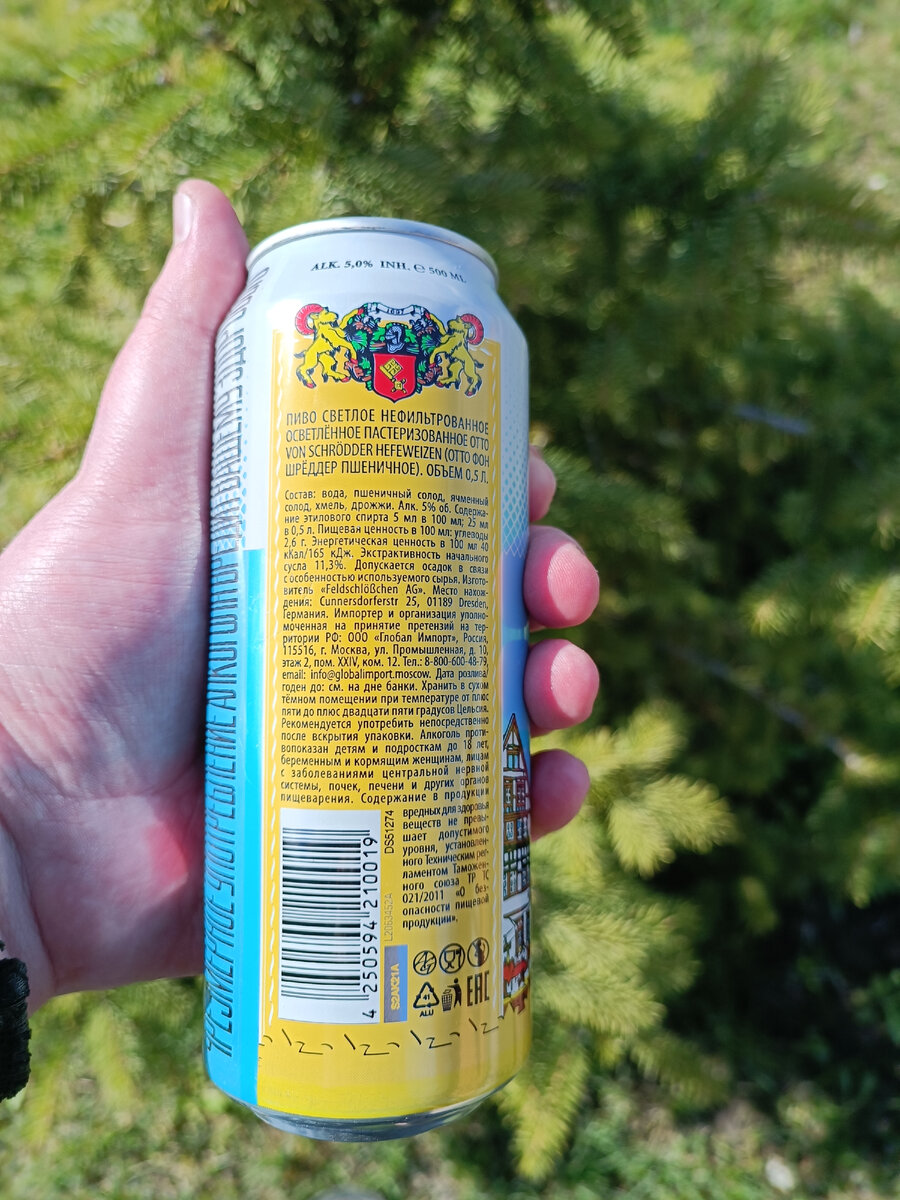 ALK. 5,0% INH. ℮ 500 ML
ПИВО СВЕТЛОЕ НЕФИЛЬТРОВАННОЕ
ОСВЕТЛЁННОЕ ПАСТЕРИЗОВАННОЕ ОТТО
VON SCHRÖDDER HEFEWEIZEN (ОТТО ФОН
ШРЁДДЕР ПШЕНИЧНОЕ). ОБЪЕМ 0,5 Л.
Состав: вода, пшеничный солод, ячменный
солод, хмель, дрожжи. Алк. 5% об. Содержа-
ние этилового спирта 5 мл в 100 мл; 25 мл
в 0,5 л. Пищевая ценность в 100 мл: углеводы
2,6 г. Энергетическая ценность в 100 мл 40
кКал/165 кДж. Экстрактивность начального
сусла 11,3%. Допускается осадок в связи
с особенностью используемого сырья. Изгото-
витель «Feldschlößchen AG». Место нахож-
дения: Cunnersdorferstr 25, 01189 Dresden,
Германия. Импортер и организация уполно-
моченная на принятие претензий на тер-
ритории РФ: ООО «Глобал Импорт», Россия,
115516, г. Москва, ул. Промышленная, д. 10,
этаж 2, пом. XXIV, ком. 12. Тел.: 8-800-600-48-79,
email: info@globalimport.moscow. Дата розлива/
годен до: см. на дне банки. Хранить в сухом
тёмном помещении при температуре от плюс
пяти до плюс двадцати пяти градусов Цельсия.
Рекомендуется употребить непосредственно
после вскрытия упаковки. Алкоголь проти-
вопоказан детям и подросткам до 18 лет,
беременным и кормящим женщинам, лицам
с заболеваниями центральной нервной
системы, почек, печени и других органов
пищеварения. Содержание в продукции
вредных для здоровья
веществ не превы-
шает допустимого
уровня, установлен-
ного Техническим рег-
ламентом Таможен-
ного союза ТР ТС
021/2011 «О без-
опасности пищевой
продукции».
4 250594 210019
DS51274
L2063452A
S2AK21A
41
ALU
EAC
ЧРЕЗМЕРНОЕ УПОТРЕБЛЕНИЕ АЛКОГОЛЯ ВРЕДИТ ВАШЕМУ ЗДОРОВЬЮ